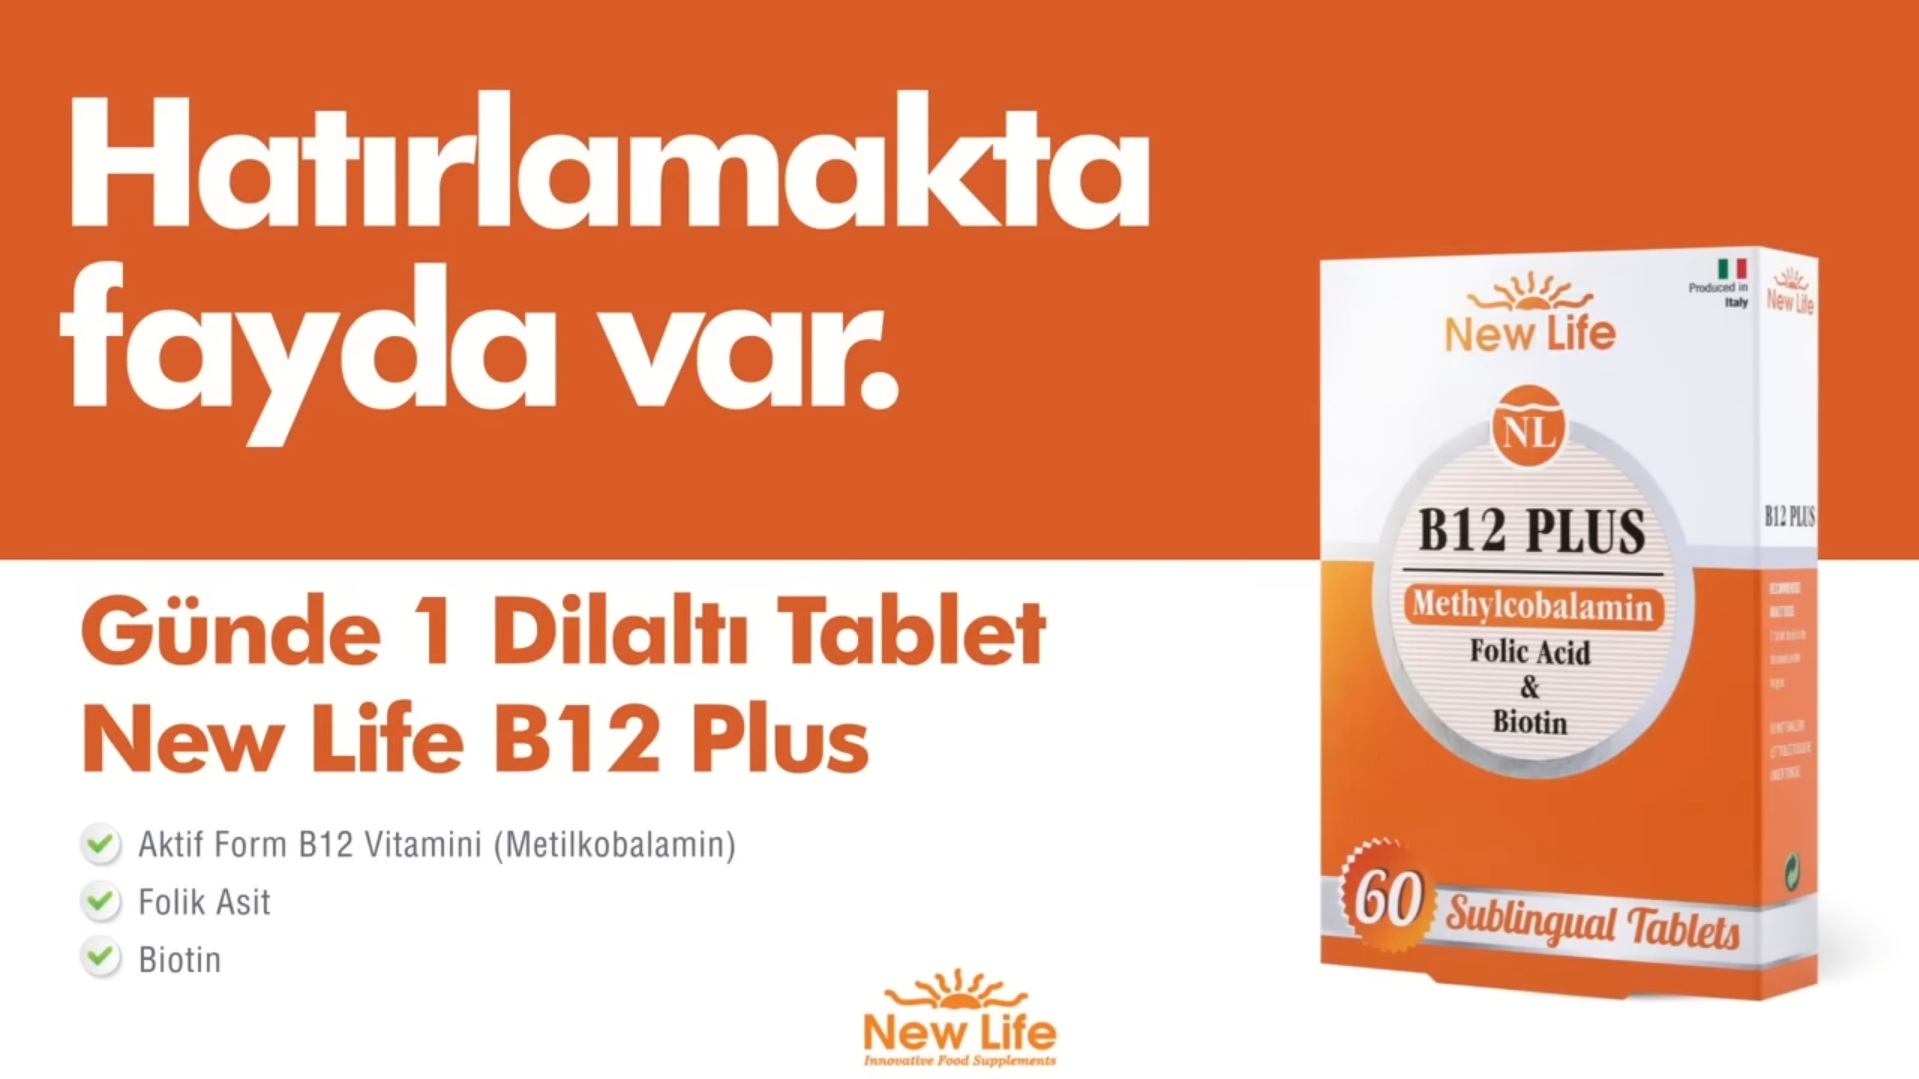 Hatırlamakta
fayda var.
Günde 1 Dilaltı Tablet
New Life B12 Plus
Aktif Form B12 Vitamini (Metilkobalamin)
Folik Asit
Biotin
New Life
Innovative Food Supplements
Produced in
Italy
New Life
NL
B12 PLUS
Methylcobalamin
Folic Acid
&
Biotin
60 Sublingual Tablets
New Life
B12 PLUS